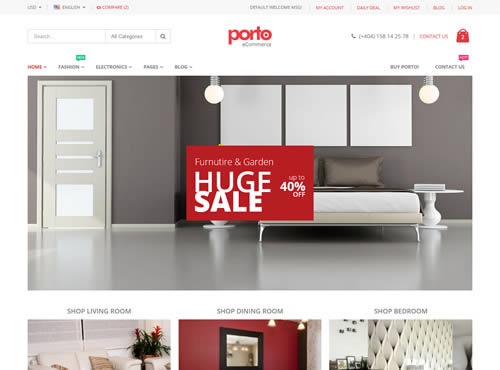 USD ENGLISH COMPARE (2) DEFAULT WELCOME MSG! MY ACCOUNT DAILY DEAL MY WISHLIST BLOG LOG IN
Search... All Categories porto eCommerce (+404) 158 14 25 78 | CONTACT US 2
NEW HOT
HOME FASHION ELECTRONICS PAGES BLOG BUY PORTO! CONTACT US
Furnutire & Garden
HUGE
SALE
up to
40%
OFF
SHOP LIVING ROOM SHOP DINING ROOM SHOP BEDROOM